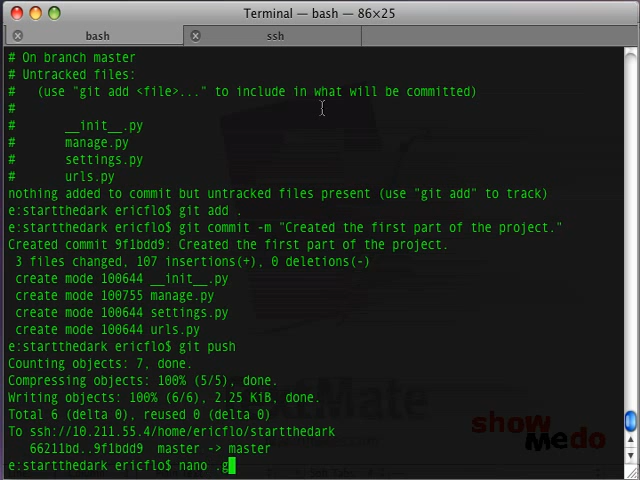 Terminal — bash — 86×25
bash
ssh
# On branch master
# Untracked files:
#   (use "git add <file>..." to include in what will be committed)
#
#       __init__.py
#       manage.py
#       settings.py
#       urls.py
nothing added to commit but untracked files present (use "git add" to track)
e:startthedark ericflo$ git add .
e:startthedark ericflo$ git commit -m "Created the first part of the project."
Created commit 9f1bdd9: Created the first part of the project.
 3 files changed, 107 insertions(+), 0 deletions(-)
 create mode 100644 __init__.py
 create mode 100755 manage.py
 create mode 100644 settings.py
 create mode 100644 urls.py
e:startthedark ericflo$ git push
Counting objects: 7, done.
Compressing objects: 100% (5/5), done.
Writing objects: 100% (6/6), 2.25 KiB, done.
Total 6 (delta 0), reused 0 (delta 0)
To ssh://10.211.55.4/home/ericflo/startthedark
   66211bd..9f1bdd9  master -> master
e:startthedark ericflo$ nano .g
show
medo